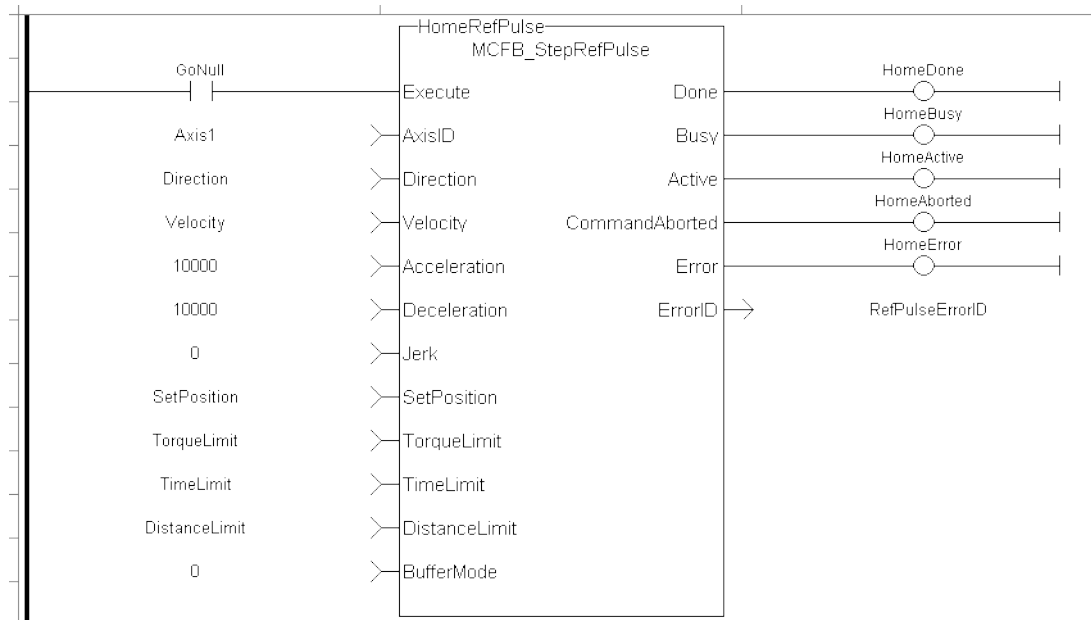 HomeRefPulse
MCFB_StepRefPulse
GoNull
Execute
Done
HomeDone
Axis1
AxisID
Busy
HomeBusy
Direction
Direction
Active
HomeActive
Velocity
Velocity
CommandAborted
HomeAborted
10000
Acceleration
Error
HomeError
10000
Deceleration
ErrorID
RefPulseErrorID
0
Jerk
SetPosition
SetPosition
TorqueLimit
TorqueLimit
TimeLimit
TimeLimit
DistanceLimit
DistanceLimit
0
BufferMode